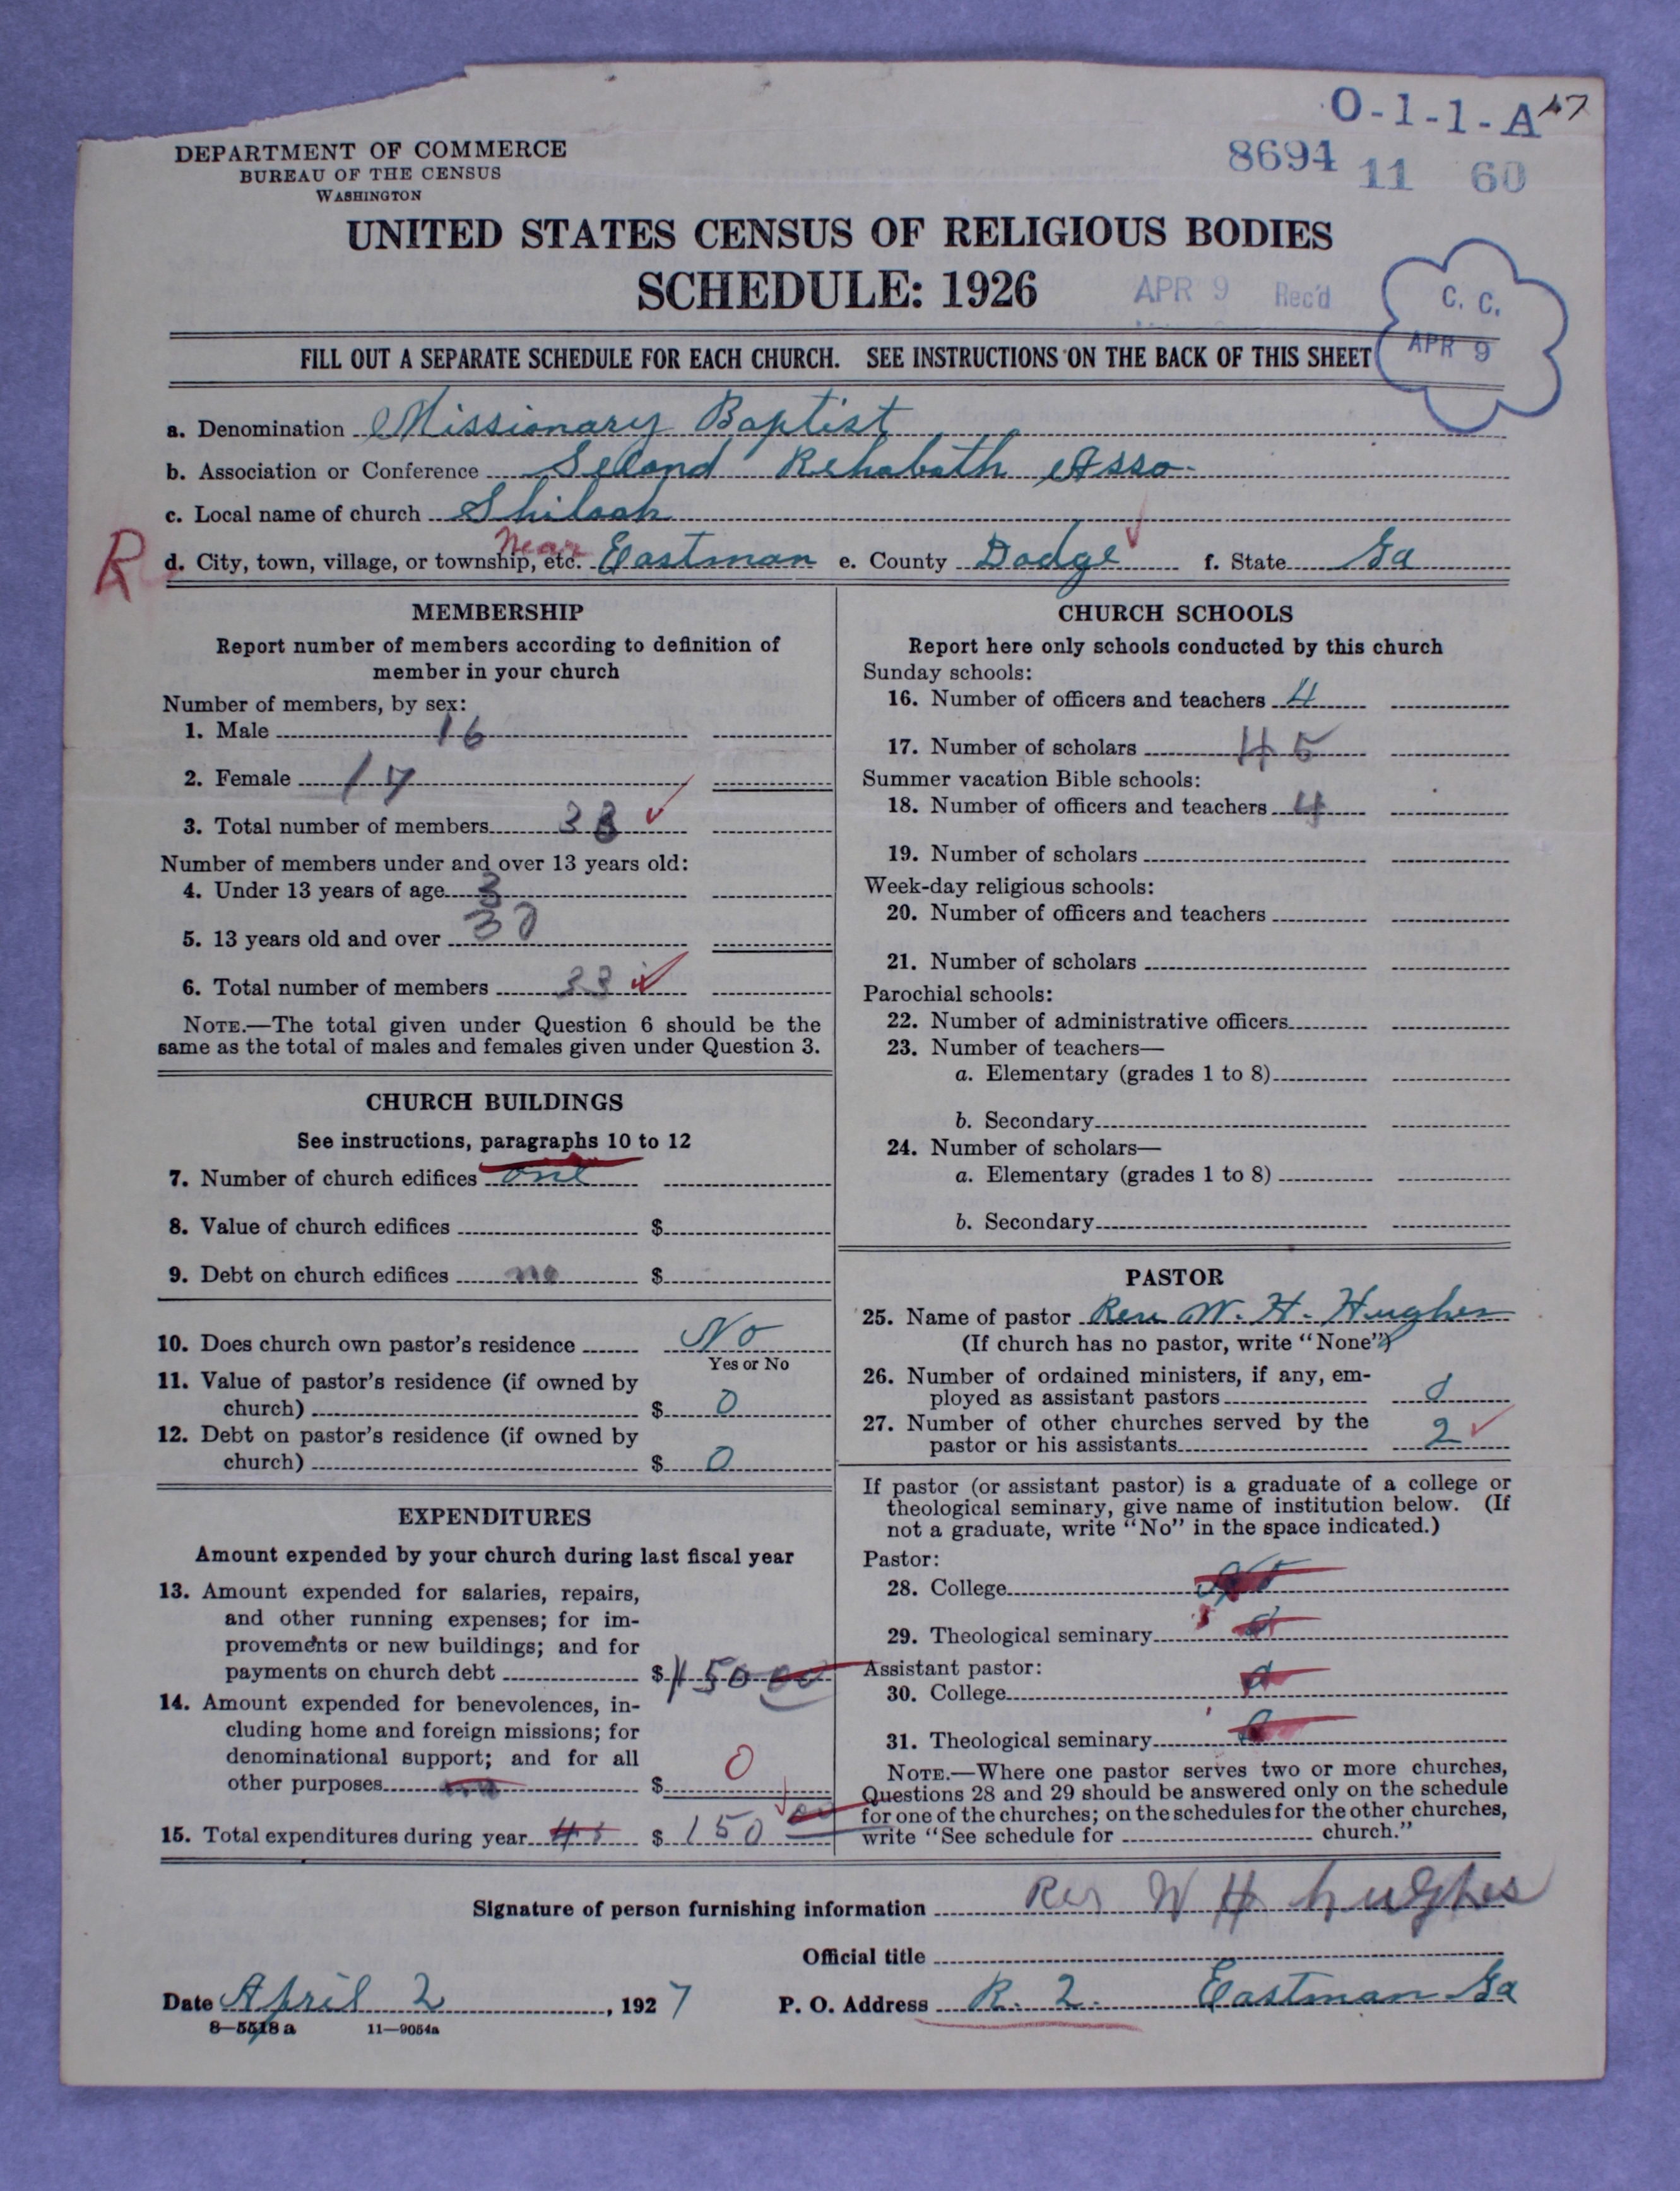 O-1-1-A
8694 11 60
DEPARTMENT OF COMMERCE
BUREAU OF THE CENSUS
WASHINGTON
UNITED STATES CENSUS OF RELIGIOUS BODIES
SCHEDULE: 1926
APR 9 Rec'd
C. C.
APR 9
FILL OUT A SEPARATE SCHEDULE FOR EACH CHURCH. SEE INSTRUCTIONS ON THE BACK OF THIS SHEET
a. Denomination Missionary Baptist
b. Association or Conference Second Rehoboth Asso.
c. Local name of church Shiloah
R d. City, town, village, or township, etc. Near Eastman e. County Dodge f. State Ga
MEMBERSHIP
Report number of members according to definition of
member in your church
Number of members, by sex:
1. Male 16
2. Female 17
3. Total number of members 33
Number of members under and over 13 years old:
4. Under 13 years of age 3
5. 13 years old and over 30
6. Total number of members 33
NOTE.—The total given under Question 6 should be the
same as the total of males and females given under Question 3.
CHURCH BUILDINGS
See instructions, paragraphs 10 to 12
7. Number of church edifices one
8. Value of church edifices $
9. Debt on church edifices no $
10. Does church own pastor's residence No
Yes or No
11. Value of pastor's residence (if owned by
church) $ 0
12. Debt on pastor's residence (if owned by
church) $ 0
EXPENDITURES
Amount expended by your church during last fiscal year
13. Amount expended for salaries, repairs,
and other running expenses; for im-
provements or new buildings; and for
payments on church debt $ 150 00
14. Amount expended for benevolences, in-
cluding home and foreign missions; for
denominational support; and for all
other purposes $ 0
15. Total expenditures during year $ 150 00
CHURCH SCHOOLS
Report here only schools conducted by this church
Sunday schools:
16. Number of officers and teachers 4
17. Number of scholars 45
Summer vacation Bible schools:
18. Number of officers and teachers 4
19. Number of scholars
Week-day religious schools:
20. Number of officers and teachers
21. Number of scholars
Parochial schools:
22. Number of administrative officers
23. Number of teachers—
a. Elementary (grades 1 to 8)
b. Secondary
24. Number of scholars—
a. Elementary (grades 1 to 8)
b. Secondary
PASTOR
25. Name of pastor Rev W. H. Hughes
(If church has no pastor, write "None")
26. Number of ordained ministers, if any, em-
ployed as assistant pastors
27. Number of other churches served by the
pastor or his assistants 2
If pastor (or assistant pastor) is a graduate of a college or
theological seminary, give name of institution below. (If
not a graduate, write "No" in the space indicated.)
Pastor:
28. College No
29. Theological seminary
Assistant pastor:
30. College
31. Theological seminary
NOTE.—Where one pastor serves two or more churches,
Questions 28 and 29 should be answered only on the schedule
for one of the churches; on the schedules for the other churches,
write "See schedule for church."
Signature of person furnishing information Rev W H hughes
Official title
Date April 2, 1927 P. O. Address R. 2. Eastman Ga
8—5518 a 11—9054a